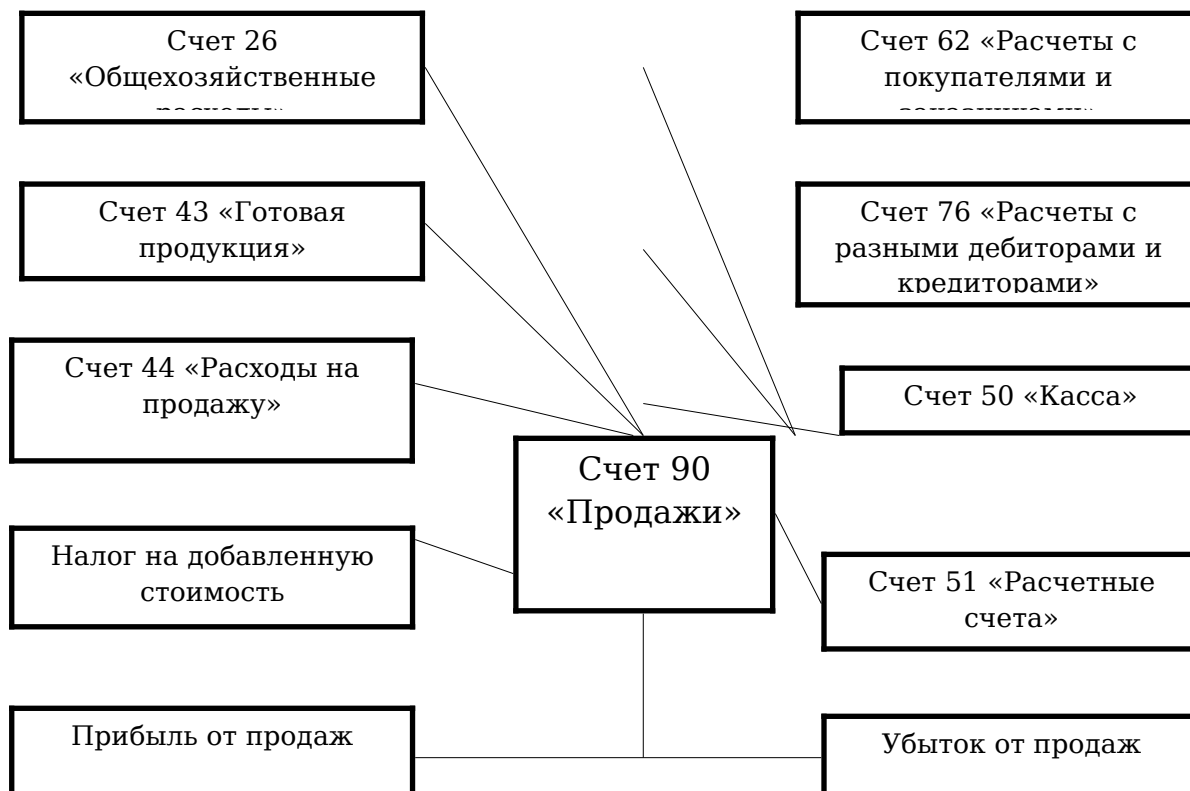 Счет 26
«Общехозяйственные
Счет 62 «Расчеты с
покупателями и
Счет 43 «Готовая
продукция»
Счет 76 «Расчеты с
разными дебиторами и
кредиторами»
Счет 44 «Расходы на
продажу»
Счет 50 «Касса»
Счет 90
«Продажи»
Налог на добавленную
стоимость
Счет 51 «Расчетные
счета»
Прибыль от продаж
Убыток от продаж